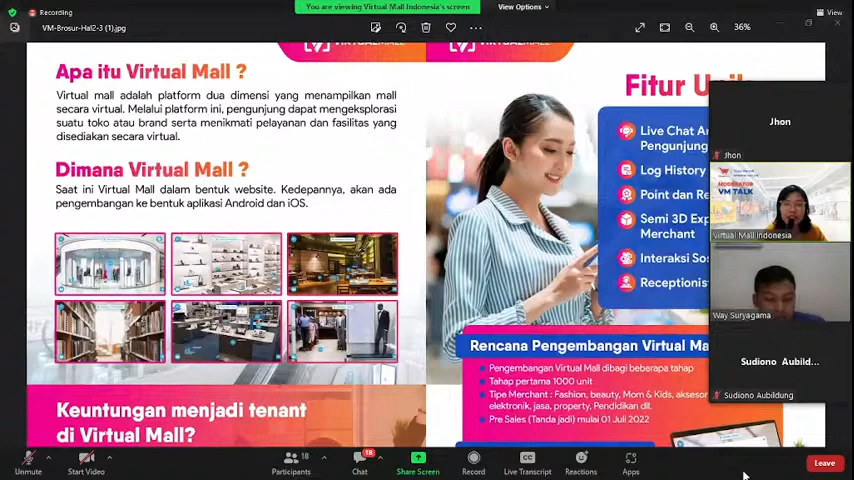 Recording
You are viewing Virtual Mall Indonesia's screen
View Options
View
VM-Brosur-Hal2-3 (1).jpg
36%
VIRTUALMALL
VIRTUALMALL
Apa itu Virtual Mall ?
Virtual mall adalah platform dua dimensi yang menampilkan mall
secara virtual. Melalui platform ini, pengunjung dapat mengeksplorasi
suatu toko atau brand serta menikmati pelayanan dan fasilitas yang
disediakan secara virtual.
Dimana Virtual Mall ?
Saat ini Virtual Mall dalam bentuk website. Kedepannya, akan ada
pengembangan ke bentuk aplikasi Android dan iOS.
Keuntungan menjadi tenant
di Virtual Mall?
Fitur
Live Chat
Pengunjung
Log History
Point dan
Semi 3D
Merchant
Interaksi
Receptionis
Rencana Pengembangan Virtual
Pengembangan Virtual Mall dibagi beberapa tahap
Tahap pertama 1000 unit
Tipe Merchant : Fashion, beauty, Mom & Kids, aksesor
elektronik, jasa, property, Pendidikan dll.
Pre Sales (Tanda jadi) mulai 01 Juli 2022
Jhon
Jhon
MODERATOR
VM TALK
Virtual Mall Indonesia
Way Suryagama
Sudiono Aubild...
Sudiono Aubildung
Unmute
Start Video
18
Participants
18
Chat
Share Screen
Record
CC
Live Transcript
Reactions
Apps
Leave